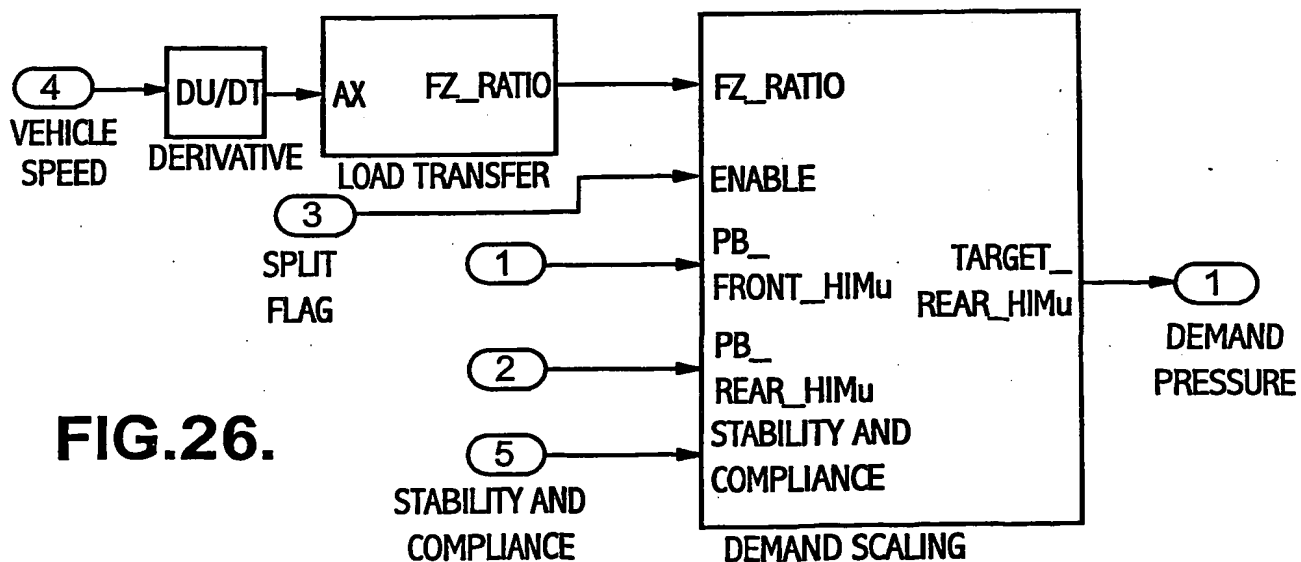 4
VEHICLE
SPEED
DU/DT
DERIVATIVE
AX
FZ_RATIO
LOAD TRANSFER
3
SPLIT
FLAG
1
2
5
STABILITY AND
COMPLIANCE
FZ_RATIO
ENABLE
PB_
FRONT_HIMu
PB_
REAR_HIMu
STABILITY AND
COMPLIANCE
TARGET_
REAR_HIMu
DEMAND SCALING
1
DEMAND
PRESSURE
FIG.26.